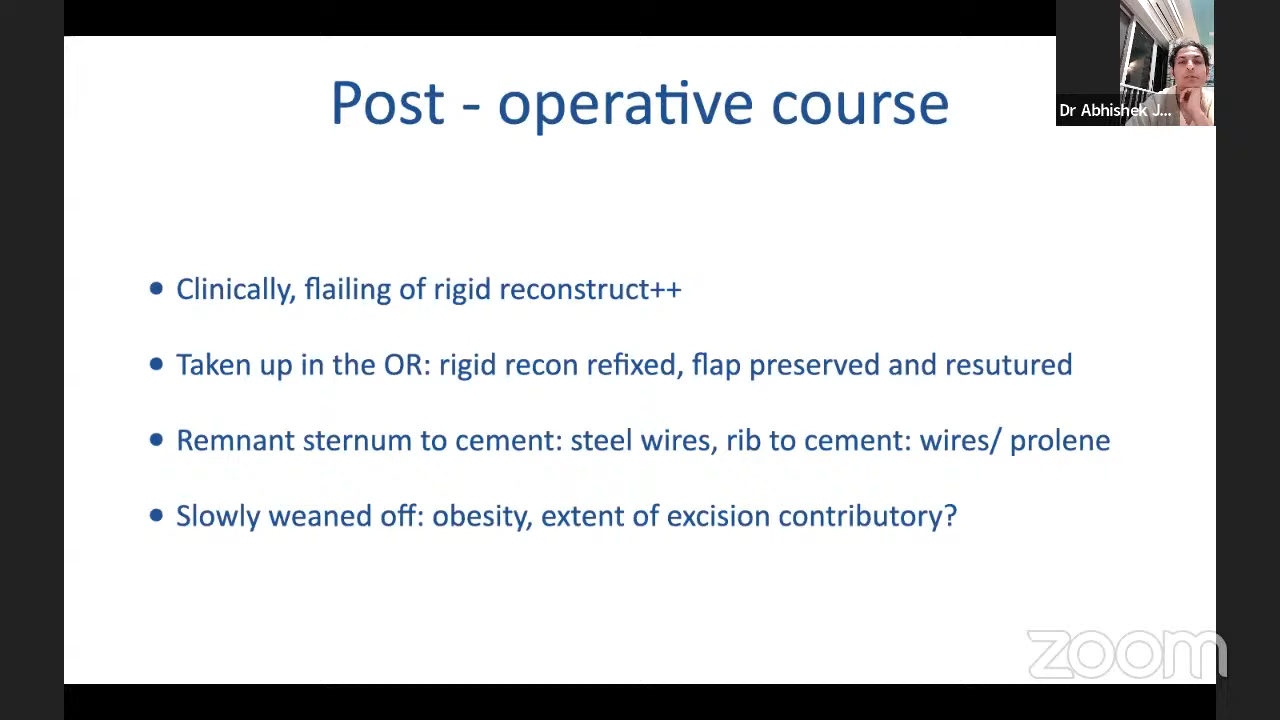 Post - operative course
Dr Abhishek J...
• Clinically, flailing of rigid reconstruct++
• Taken up in the OR: rigid recon refixed, flap preserved and resutured
• Remnant sternum to cement: steel wires, rib to cement: wires/ prolene
• Slowly weaned off: obesity, extent of excision contributory?
zoom